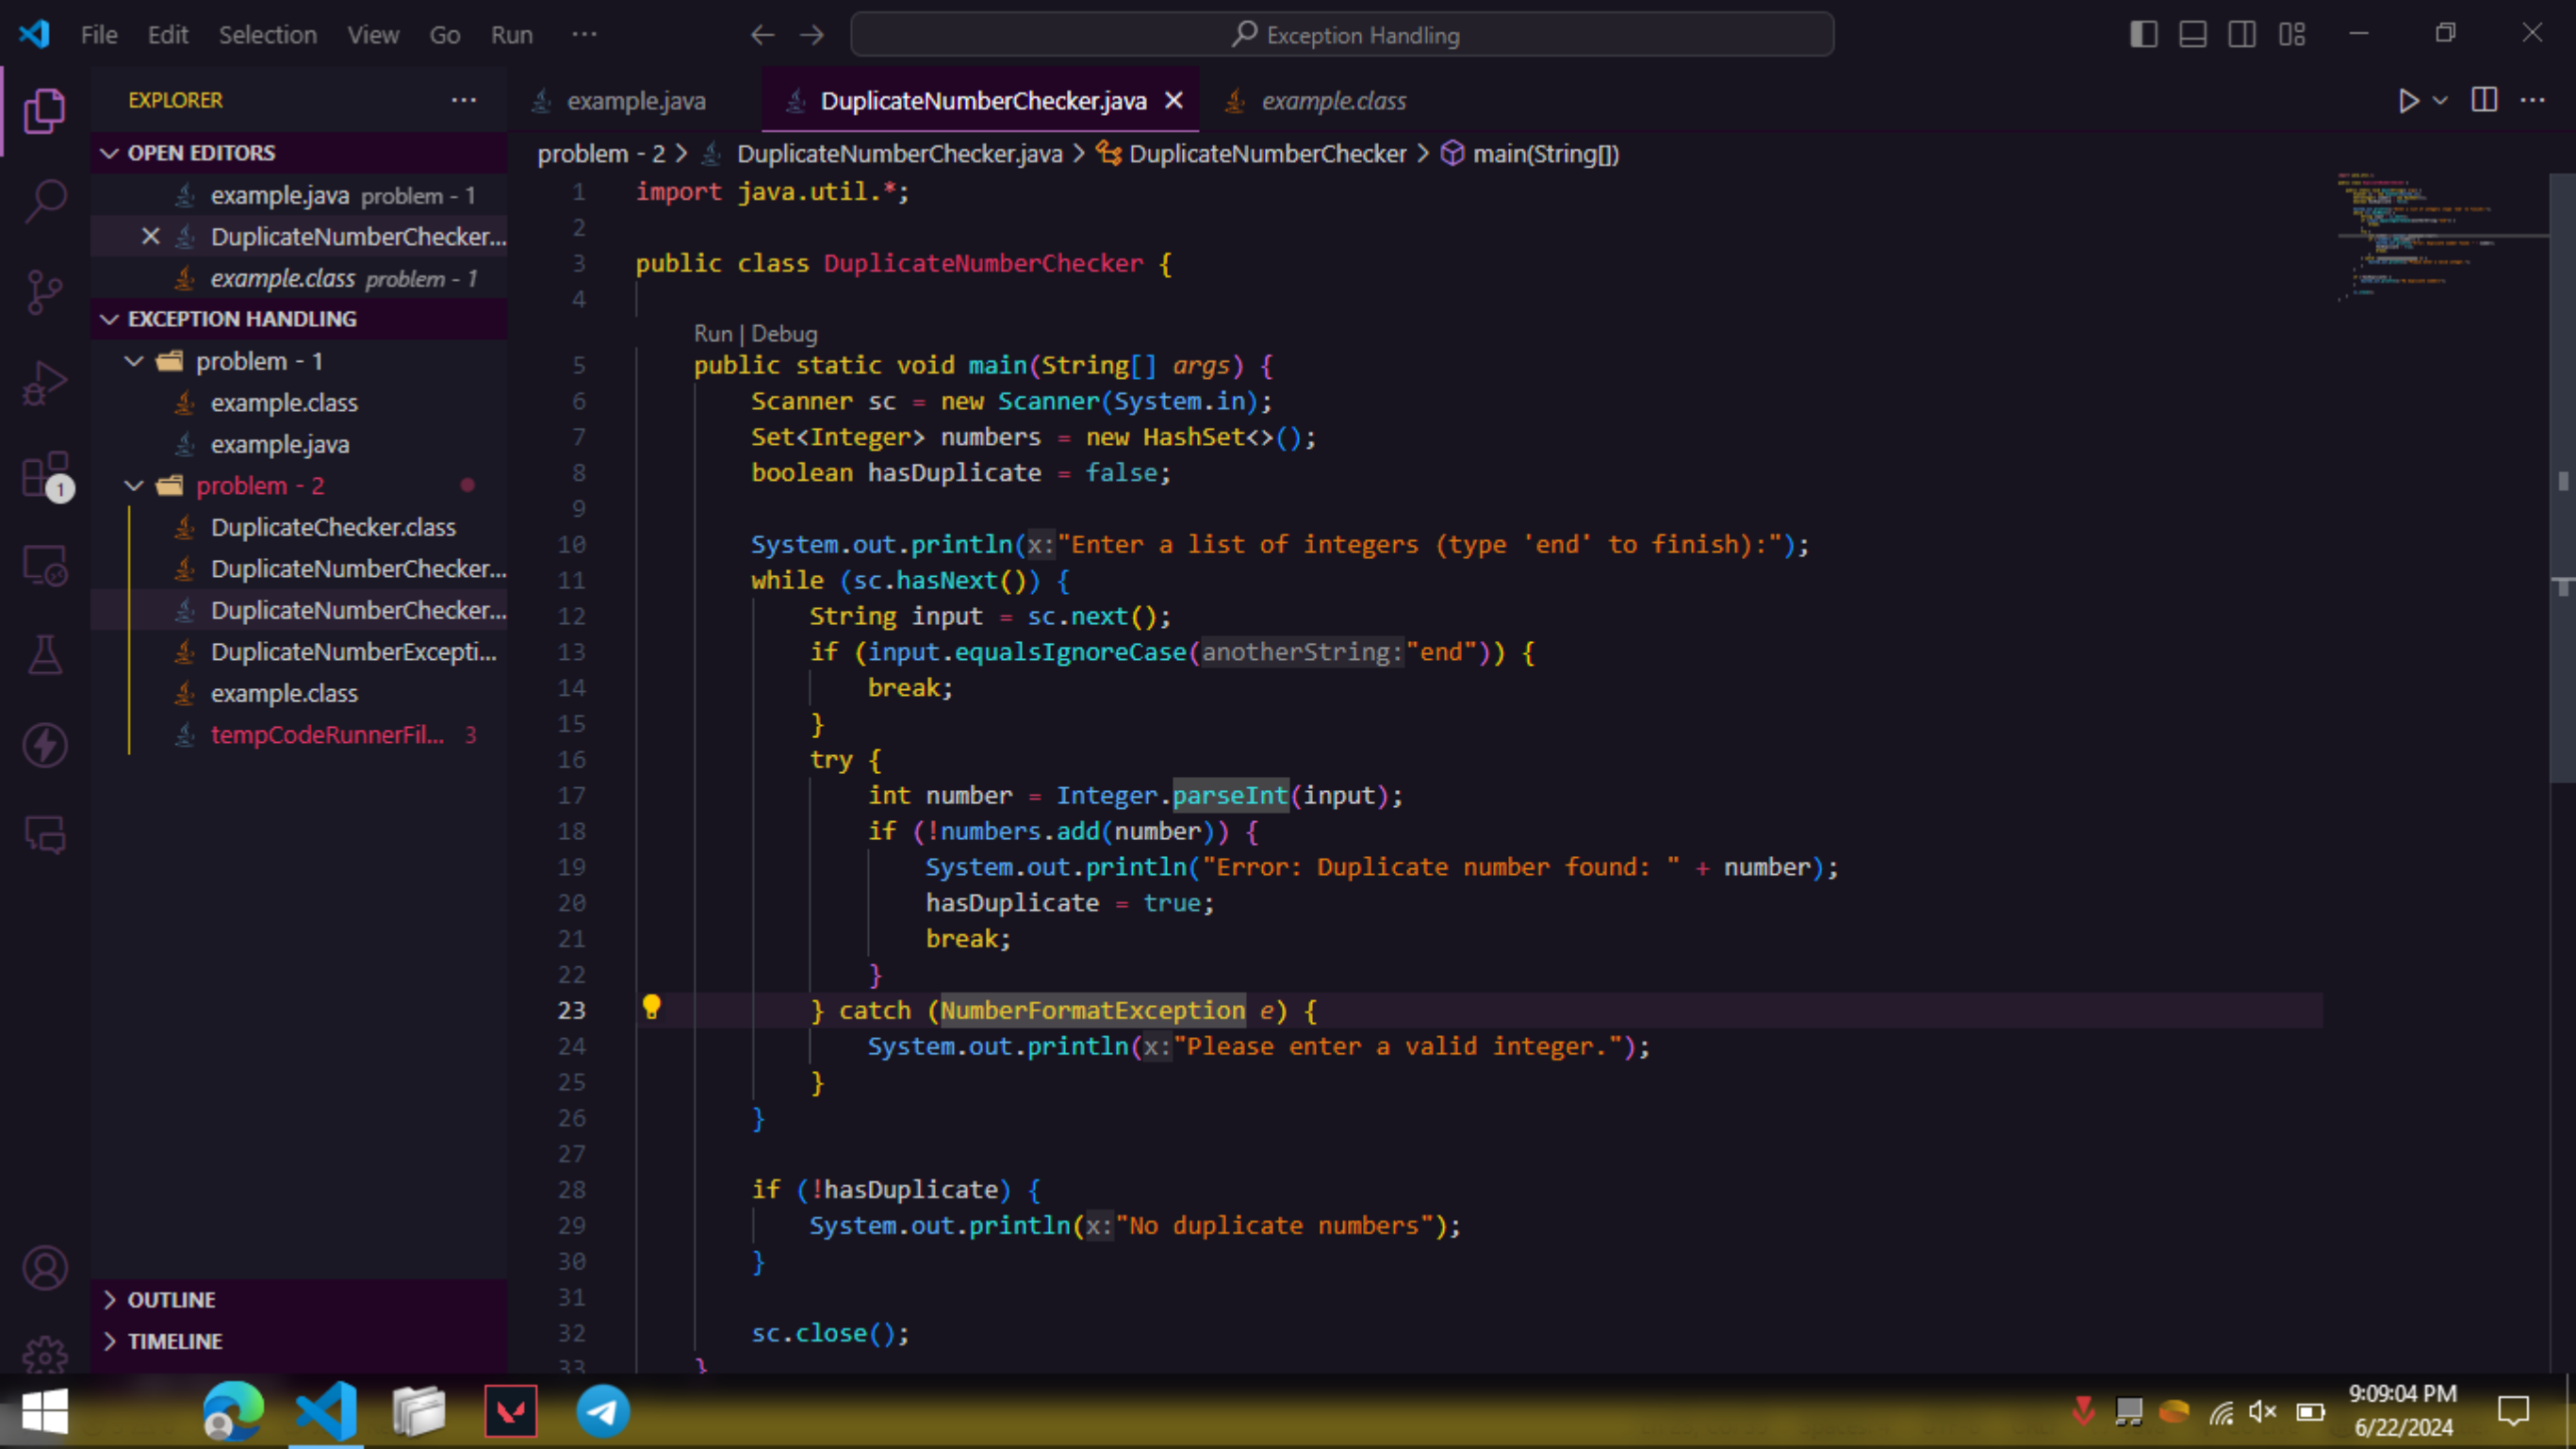 File Edit Selection View Go Run ··· Exception Handling
EXPLORER ···
OPEN EDITORS
example.java problem - 1
DuplicateNumberChecker...
example.class problem - 1
EXCEPTION HANDLING
problem - 1
example.class
example.java
problem - 2
DuplicateChecker.class
DuplicateNumberChecker...
DuplicateNumberChecker...
DuplicateNumberExcepti...
example.class
tempCodeRunnerFil... 3
OUTLINE
TIMELINE
1
example.java DuplicateNumberChecker.java example.class
problem - 2 > DuplicateNumberChecker.java > DuplicateNumberChecker > main(String[])
1 import java.util.*;
2
3 public class DuplicateNumberChecker {
4
Run | Debug
5 public static void main(String[] args) {
6 Scanner sc = new Scanner(System.in);
7 Set<Integer> numbers = new HashSet<>();
8 boolean hasDuplicate = false;
9
10 System.out.println(x:"Enter a list of integers (type 'end' to finish):");
11 while (sc.hasNext()) {
12 String input = sc.next();
13 if (input.equalsIgnoreCase(anotherString:"end")) {
14 break;
15 }
16 try {
17 int number = Integer.parseInt(input);
18 if (!numbers.add(number)) {
19 System.out.println("Error: Duplicate number found: " + number);
20 hasDuplicate = true;
21 break;
22 }
23 } catch (NumberFormatException e) {
24 System.out.println(x:"Please enter a valid integer.");
25 }
26 }
27
28 if (!hasDuplicate) {
29 System.out.println(x:"No duplicate numbers");
30 }
31
32 sc.close();
33 }
9:09:04 PM
6/22/2024